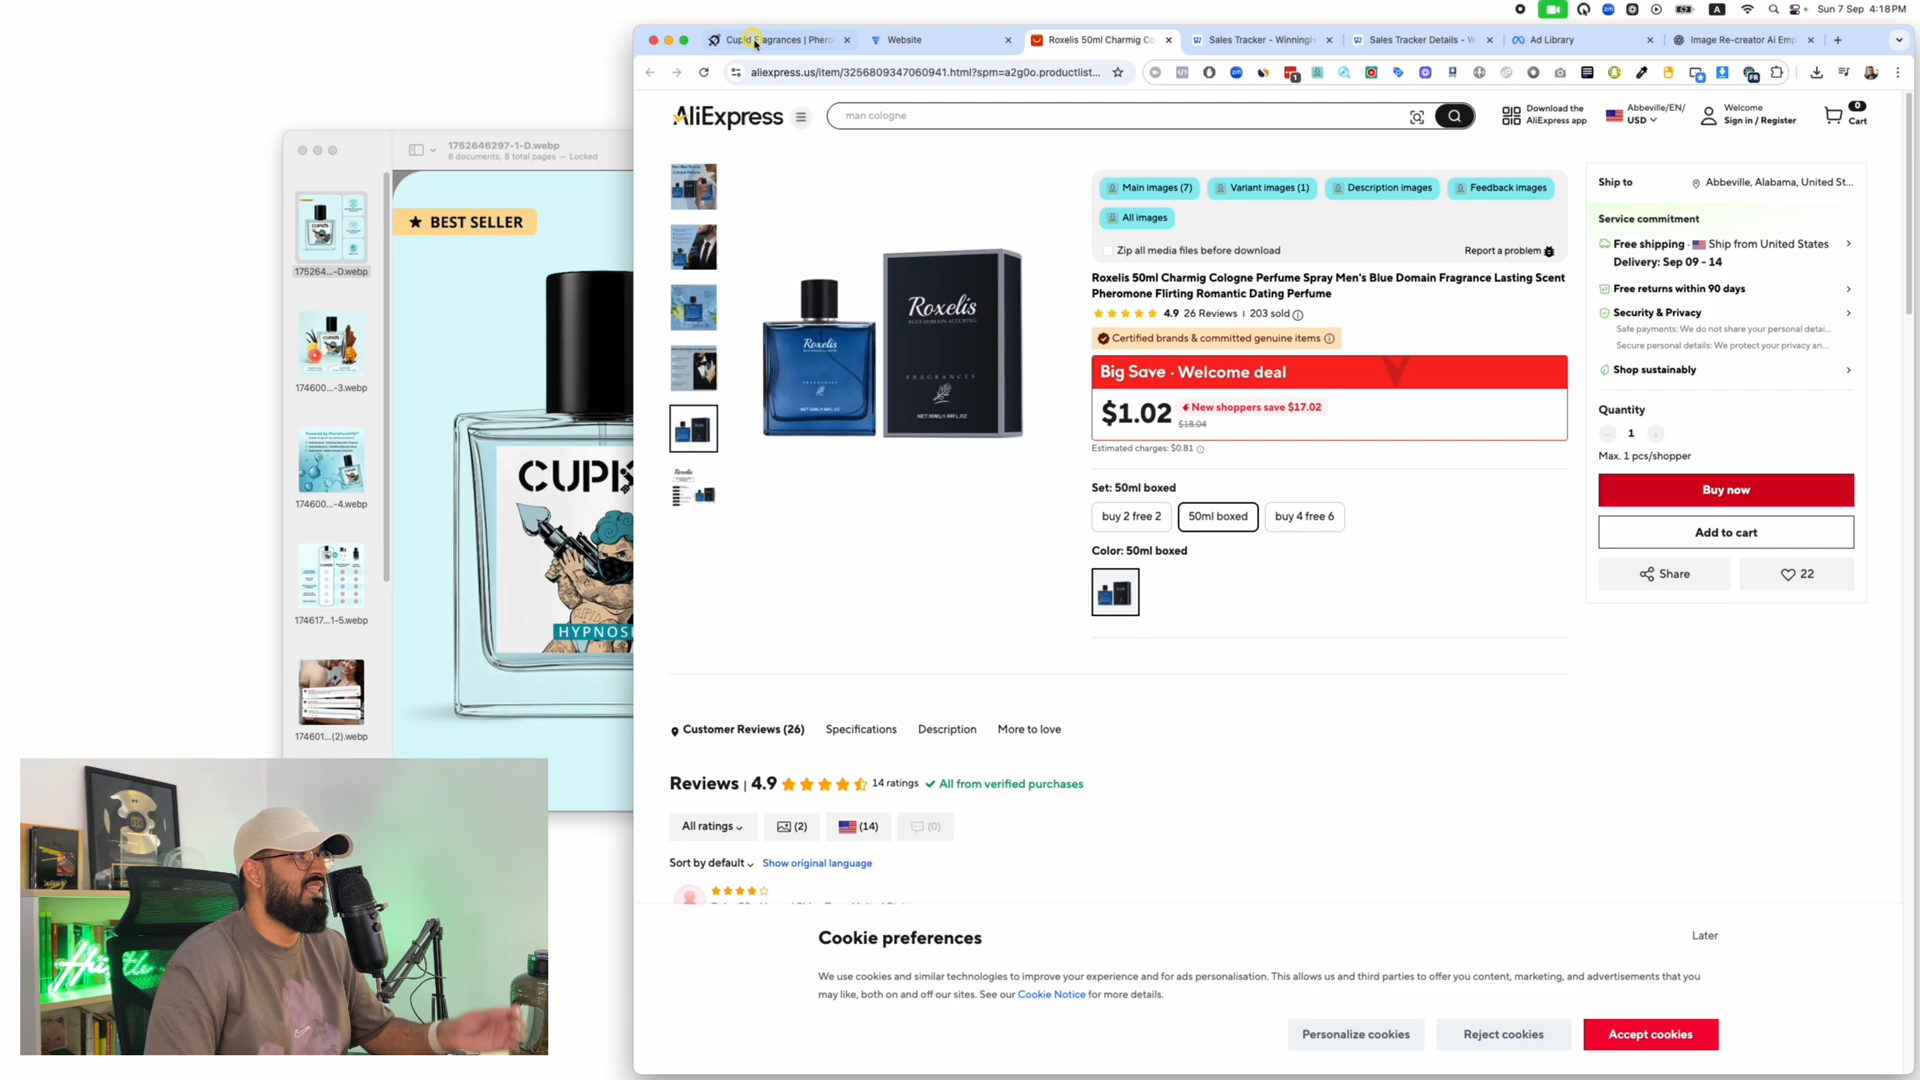 Sun 7 Sep 4:18 PM
Cupid Fragrances | Phero
Website
Roxelis 50ml Charmig Co
Sales Tracker - WinningH
Sales Tracker Details - W
Ad Library
Image Re-creator Ai Emp
aliexpress.us/item/3256809347060941.html?spm=a2g0o.productlist...
AliExpress
man cologne
Download the
AliExpress app
Abbeville/EN/
USD
Welcome
Sign in / Register
0
Cart
1752646297-1-D.webp
8 documents, 8 total pages — Locked
175264...-D.webp
174600...-3.webp
174600...-4.webp
174617...1-5.webp
174601...(2).webp
★ BEST SELLER
CUPID
HYPNOS
Roxelis
Roxelis
BLUE DOMAIN ALLURING
FRAGRANCES
Main images (7)
Variant images (1)
Description images
Feedback images
All images
Zip all media files before download
Report a problem
Roxelis 50ml Charmig Cologne Perfume Spray Men's Blue Domain Fragrance Lasting Scent
Pheromone Flirting Romantic Dating Perfume
4.9 26 Reviews | 203 sold
Certified brands & committed genuine items
Big Save · Welcome deal
$1.02
New shoppers save $17.02
$18.04
Estimated charges: $0.81
Set: 50ml boxed
buy 2 free 2
50ml boxed
buy 4 free 6
Color: 50ml boxed
Ship to
Abbeville, Alabama, United St...
Service commitment
Free shipping · Ship from United States
Delivery: Sep 09 - 14
Free returns within 90 days
Security & Privacy
Safe payments: We do not share your personal detai...
Secure personal details: We protect your privacy an...
Shop sustainably
Quantity
1
Max. 1 pcs/shopper
Buy now
Add to cart
Share
22
Customer Reviews (26)
Specifications
Description
More to love
Reviews | 4.9
14 ratings
All from verified purchases
All ratings
(2)
(14)
(0)
Sort by default
Show original language
Cookie preferences
Later
We use cookies and similar technologies to improve your experience and for ads personalisation. This allows us and third parties to offer you content, marketing, and advertisements that you
may like, both on and off our sites. See our Cookie Notice for more details.
Personalize cookies
Reject cookies
Accept cookies
Hustle